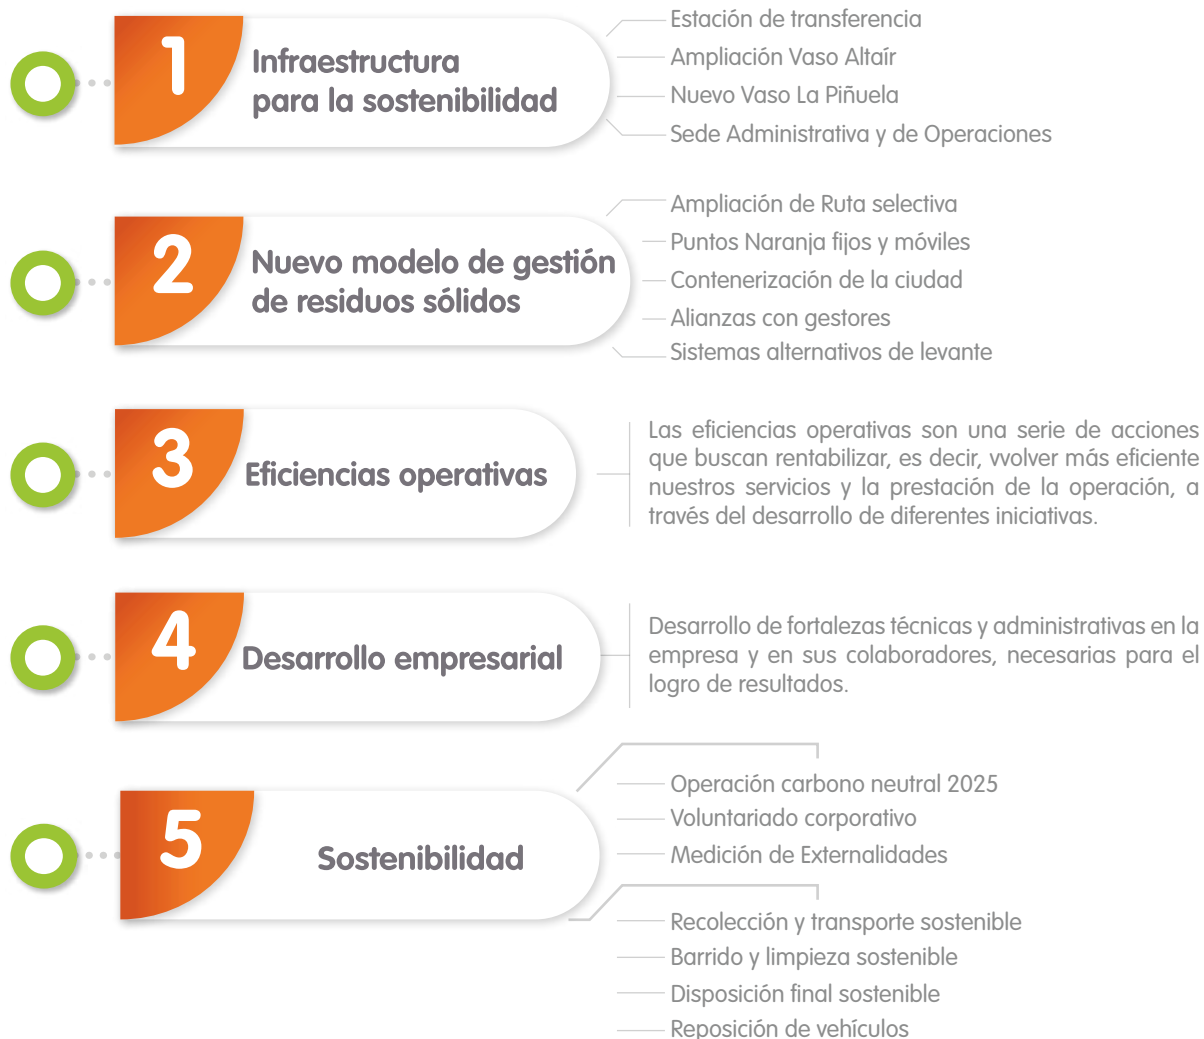 1
Infraestructura
para la sostenibilidad
Estación de transferencia
Ampliación Vaso Altaír
Nuevo Vaso La Piñuela
Sede Administrativa y de Operaciones
2
Nuevo modelo de gestión
de residuos sólidos
Ampliación de Ruta selectiva
Puntos Naranja fijos y móviles
Contenerización de la ciudad
Alianzas con gestores
Sistemas alternativos de levante
3
Eficiencias operativas
Las eficiencias operativas son una serie de acciones
que buscan rentabilizar, es decir, vvolver más eficiente
nuestros servicios y la prestación de la operación, a
través del desarrollo de diferentes iniciativas.
4
Desarrollo empresarial
Desarrollo de fortalezas técnicas y administrativas en la
empresa y en sus colaboradores, necesarias para el
logro de resultados.
5
Sostenibilidad
Operación carbono neutral 2025
Voluntariado corporativo
Medición de Externalidades
Recolección y transporte sostenible
Barrido y limpieza sostenible
Disposición final sostenible
Reposición de vehículos